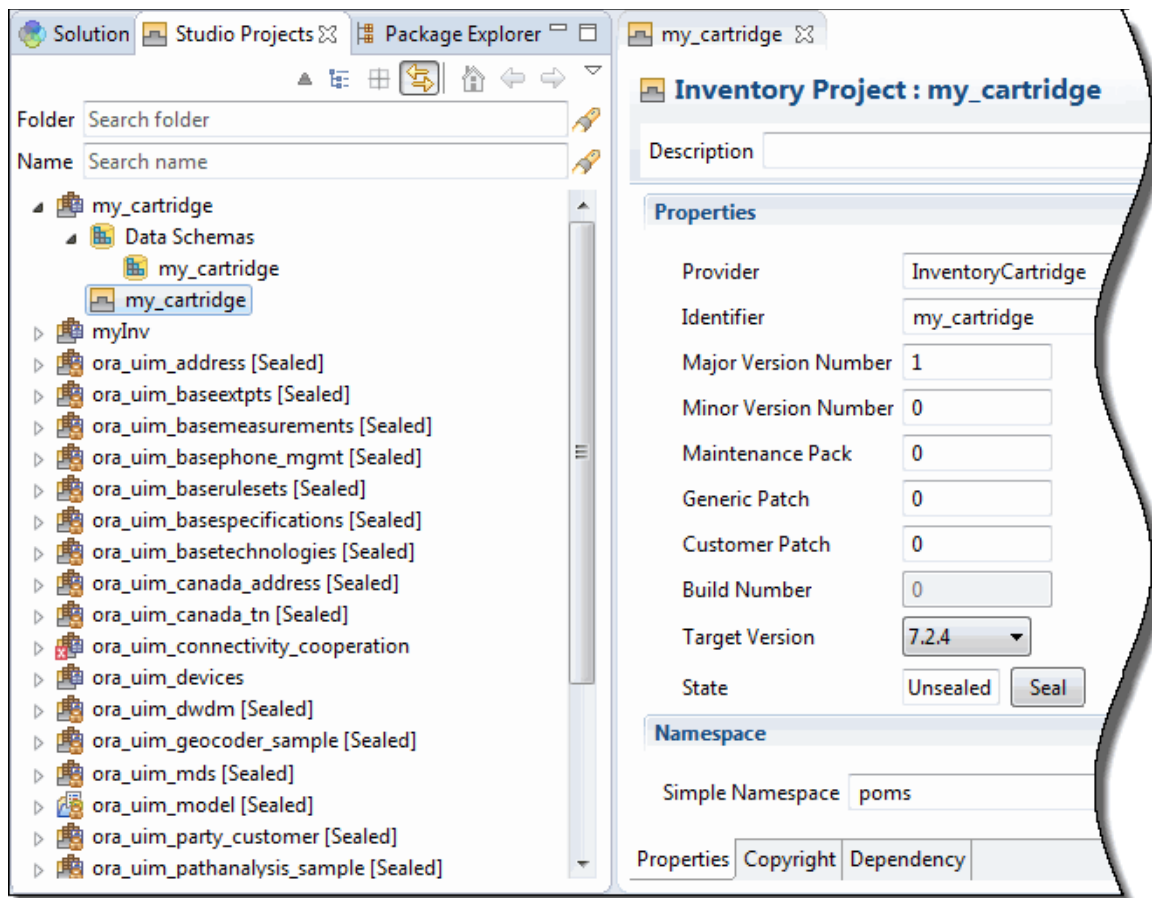 Solution Studio Projects Package Explorer
Folder Search folder
Name Search name
my_cartridge
Data Schemas
my_cartridge
my_cartridge
myInv
ora_uim_address [Sealed]
ora_uim_baseextpts [Sealed]
ora_uim_basemeasurements [Sealed]
ora_uim_basephone_mgmt [Sealed]
ora_uim_baserulesets [Sealed]
ora_uim_basespecifications [Sealed]
ora_uim_basetechnologies [Sealed]
ora_uim_canada_address [Sealed]
ora_uim_canada_tn [Sealed]
ora_uim_connectivity_cooperation
ora_uim_devices
ora_uim_dwdm [Sealed]
ora_uim_geocoder_sample [Sealed]
ora_uim_mds [Sealed]
ora_uim_model [Sealed]
ora_uim_party_customer [Sealed]
ora_uim_pathanalysis_sample [Sealed]
my_cartridge
Inventory Project : my_cartridge
Description
Properties
Provider InventoryCartridge
Identifier my_cartridge
Major Version Number 1
Minor Version Number 0
Maintenance Pack 0
Generic Patch 0
Customer Patch 0
Build Number 0
Target Version 7.2.4
State Unsealed Seal
Namespace
Simple Namespace poms
Properties Copyright Dependency